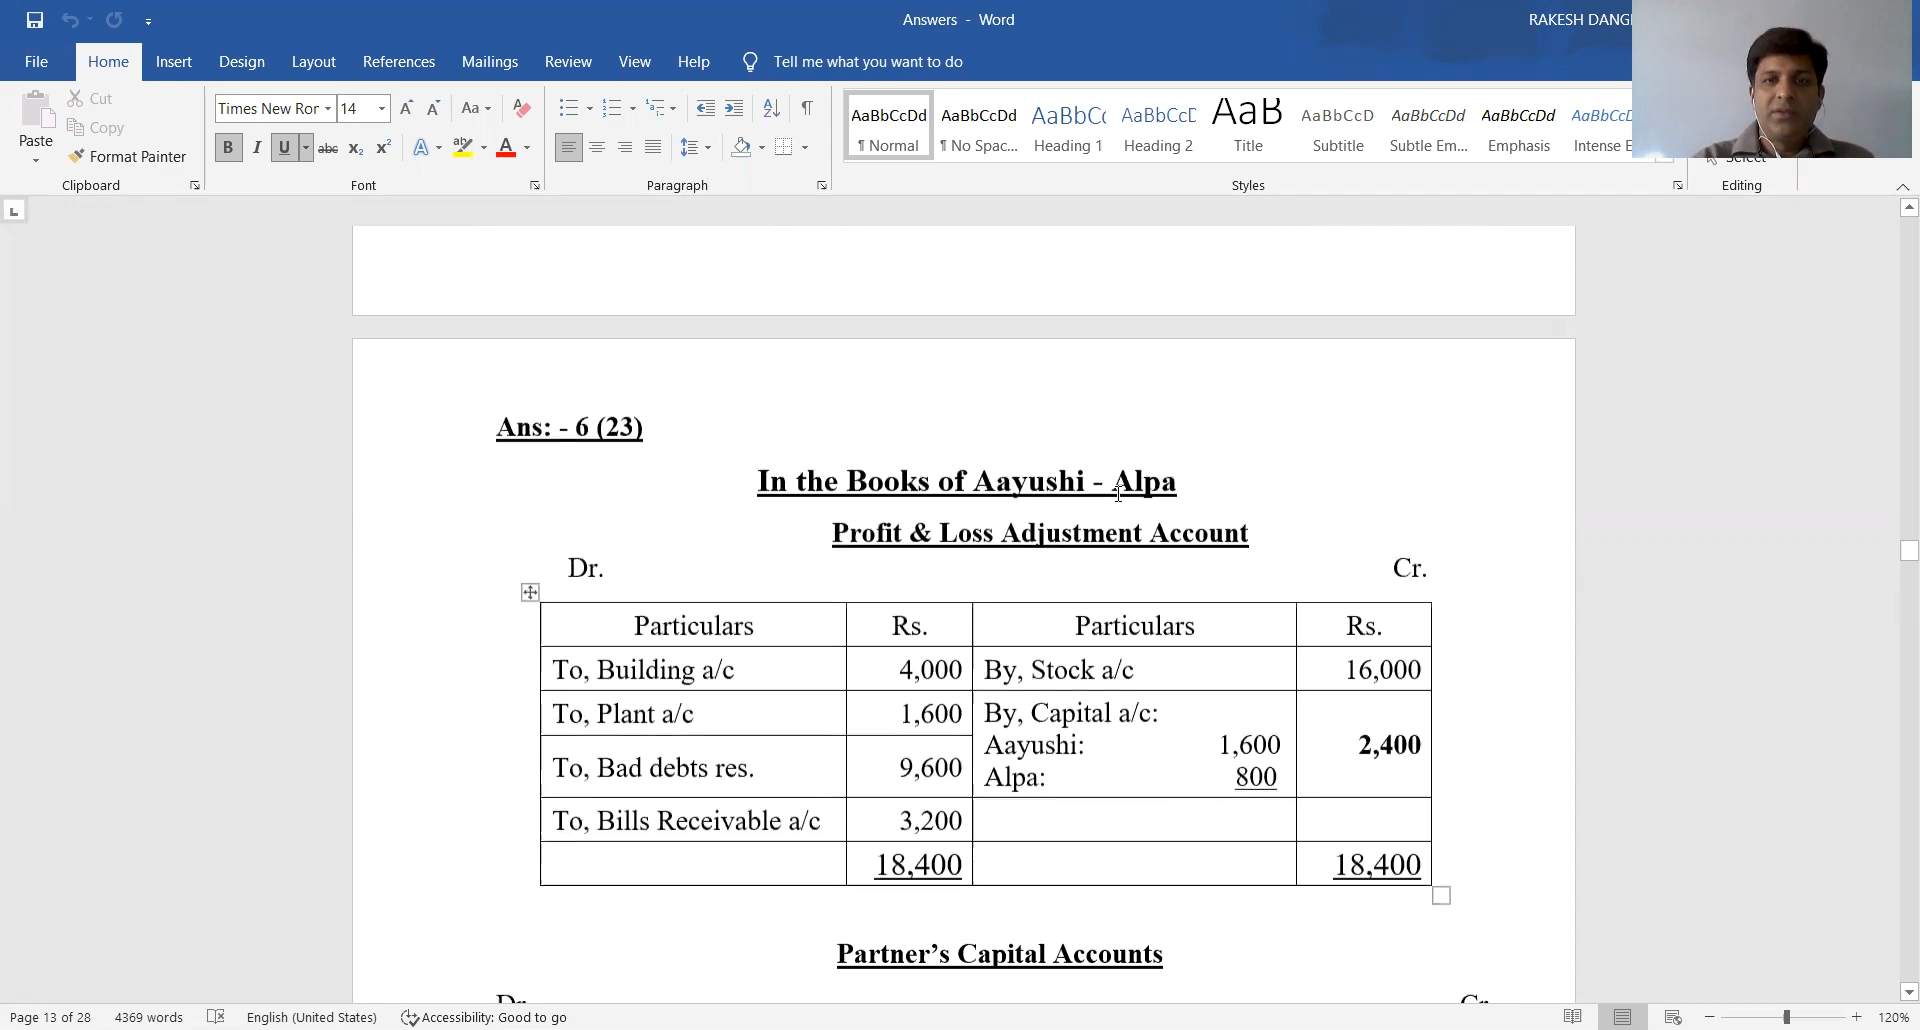 Answers - Word
RAKESH DANG
File Home Insert Design Layout References Mailings Review View Help Tell me what you want to do
Paste
Cut
Copy
Format Painter
Clipboard
Times New Ror 14
Font
Paragraph
AaBbCcDd AaBbCcDd AaBbC AaBbCc AaB AaBbCcD AaBbCcDd AaBbCcDd AaBbCcD
¶ Normal ¶ No Spac... Heading 1 Heading 2 Title Subtitle Subtle Em... Emphasis Intense E
Styles
Select
Editing
Ans: - 6 (23)
In the Books of Aayushi - Alpa
Profit & Loss Adjustment Account
Dr. Cr.
Particulars Rs. Particulars Rs.
To, Building a/c 4,000 By, Stock a/c 16,000
To, Plant a/c 1,600 By, Capital a/c:
Aayushi: 1,600 2,400
To, Bad debts res. 9,600 Alpa: 800
To, Bills Receivable a/c 3,200
18,400 18,400
Partner’s Capital Accounts
Dr. Cr.
Page 13 of 28 4369 words English (United States) Accessibility: Good to go 120%